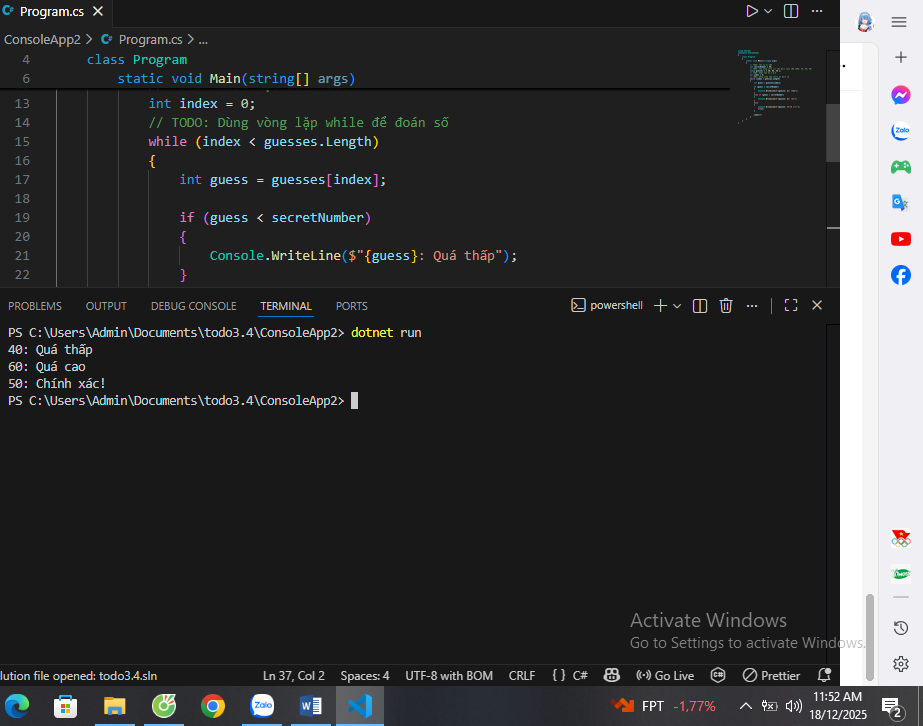 Program.cs
ConsoleApp2 > Program.cs > ...
4 class Program
6 static void Main(string[] args)
13 int index = 0;
14 // TODO: Dùng vòng lặp while để đoán số
15 while (index < guesses.Length)
16 {
17 int guess = guesses[index];
18
19 if (guess < secretNumber)
20 {
21 Console.WriteLine($"{guess}: Quá thấp");
22 }
PROBLEMS OUTPUT DEBUG CONSOLE TERMINAL PORTS powershell
PS C:\Users\Admin\Documents\todo3.4\ConsoleApp2> dotnet run
40: Quá thấp
60: Quá cao
50: Chính xác!
PS C:\Users\Admin\Documents\todo3.4\ConsoleApp2>
Activate Windows
Go to Settings to activate Windows.
lution file opened: todo3.4.sln Ln 37, Col 2 Spaces: 4 UTF-8 with BOM CRLF { } C# Go Live Prettier
Zalo
Zalo
FPT -1,77%
11:52 AM
18/12/2025
2